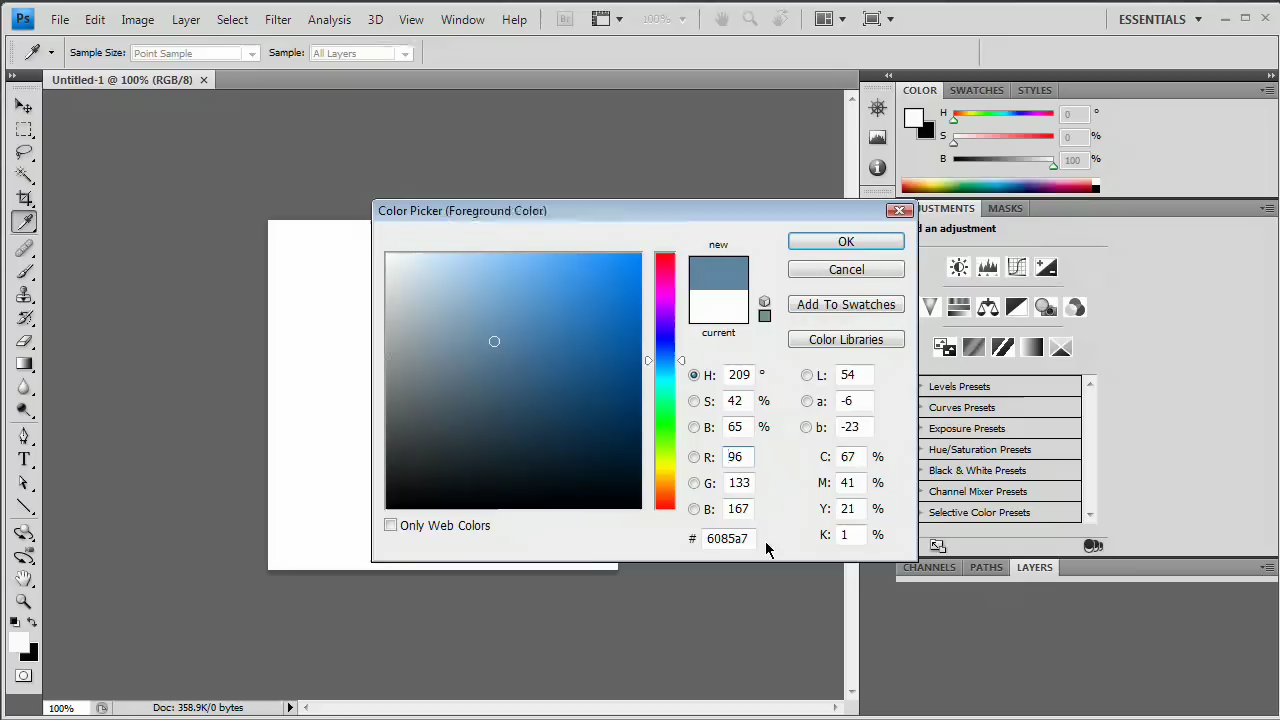 Ps File Edit Image Layer Select Filter Analysis 3D View Window Help Br 100% ESSENTIALS
Sample Size: Point Sample Sample: All Layers
Untitled-1 @ 100% (RGB/8)
COLOR SWATCHES STYLES
H 0 °
S 0 %
B 100 %
Color Picker (Foreground Color)
new
current
OK
Cancel
Add To Swatches
Color Libraries
H: 209 ° L: 54
S: 42 % a: -6
B: 65 % b: -23
R: 96 C: 67 %
G: 133 M: 41 %
B: 167 Y: 21 %
# 6085a7 K: 1 %
Only Web Colors
MASKS
an adjustment
Levels Presets
Curves Presets
Exposure Presets
Hue/Saturation Presets
Black & White Presets
Channel Mixer Presets
Selective Color Presets
CHANNELS PATHS LAYERS
T
100% Doc: 358.9K/0 bytes